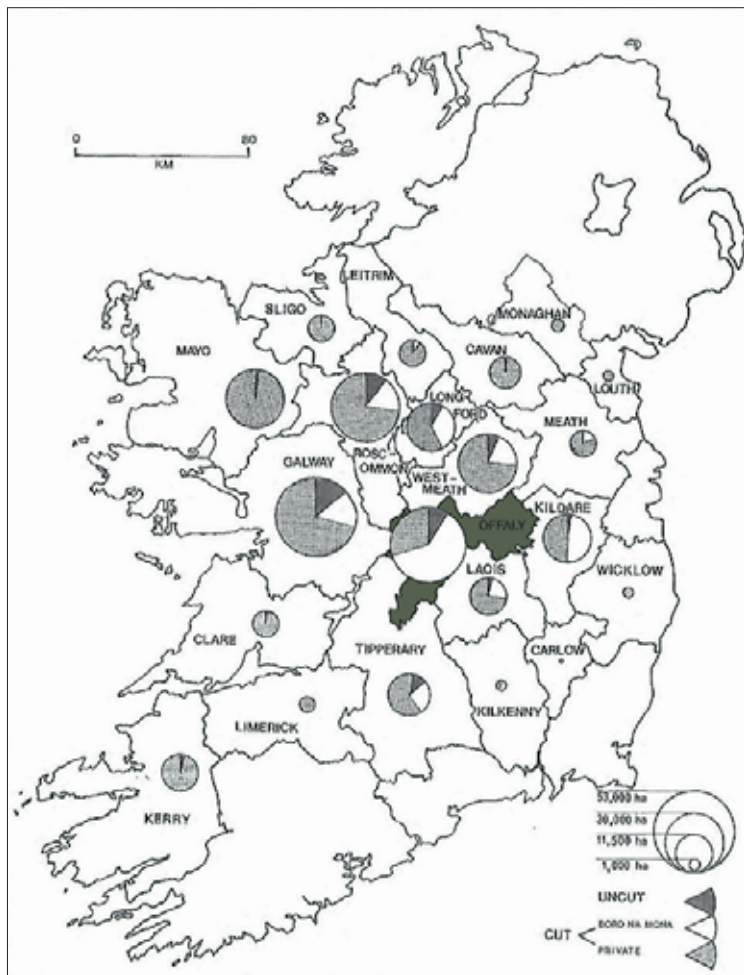 0 80
KM
LEITRIM
SLIGO
MONAGHAN
MAYO
CAVAN
LOUTH
LONG-
FORD
MEATH
ROSC-
OMMON
GALWAY
WEST-
MEATH
KILDARE
OFFALY
LAOIS
WICKLOW
CLARE
TIPPERARY
CARLOW
KILKENNY
LIMERICK
KERRY
53,000 ha
30,000 ha
11,500 ha
1,000 ha
UNCUT
BORD NA MONA
CUT
PRIVATE